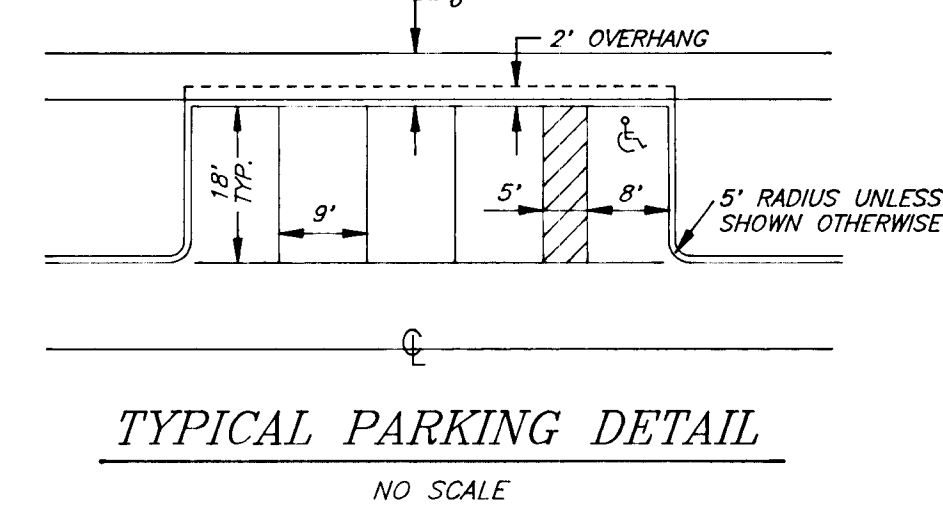 2' OVERHANG
18'
TYP.
9'
5'
8'
5' RADIUS UNLESS
SHOWN OTHERWISE
℄
TYPICAL PARKING DETAIL
NO SCALE